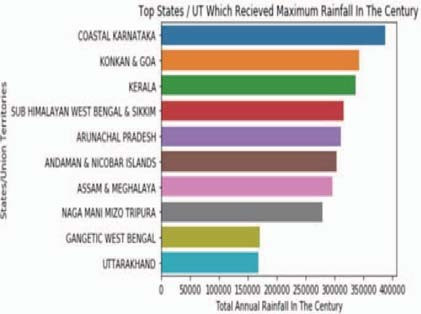 Top States / UT Which Recieved Maximum Rainfall In The Century
States/Union Territories
COASTAL KARNATAKA
KONKAN & GOA
KERALA
SUB HIMALAYAN WEST BENGAL & SIKKIM
ARUNACHAL PRADESH
ANDAMAN & NICOBAR ISLANDS
ASSAM & MEGHALAYA
NAGA MANI MIZO TRIPURA
GANGETIC WEST BENGAL
UTTARAKHAND
0 50000 100000 150000 200000 250000 300000 350000 400000
Total Annual Rainfall In The Century